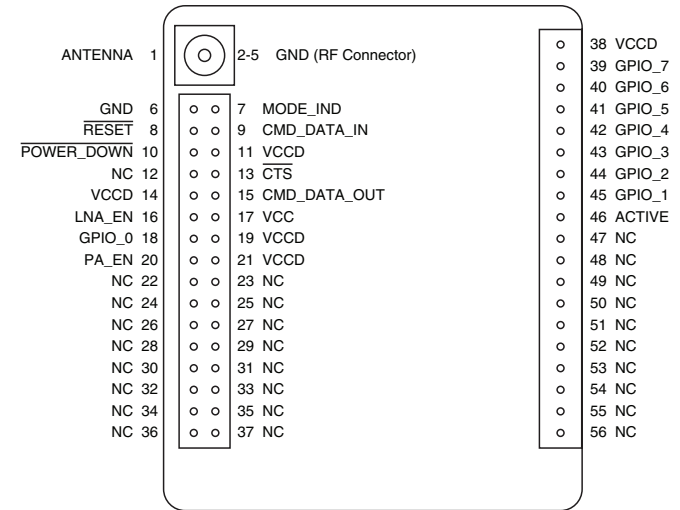 ANTENNA 1 2-5 GND (RF Connector) 38 VCCD
39 GPIO_7
40 GPIO_6
GND 6 7 MODE_IND 41 GPIO_5
RESET 8 9 CMD_DATA_IN 42 GPIO_4
POWER_DOWN 10 11 VCCD 43 GPIO_3
NC 12 13 CTS 44 GPIO_2
VCCD 14 15 CMD_DATA_OUT 45 GPIO_1
LNA_EN 16 17 VCC 46 ACTIVE
GPIO_0 18 19 VCCD 47 NC
PA_EN 20 21 VCCD 48 NC
NC 22 23 NC 49 NC
NC 24 25 NC 50 NC
NC 26 27 NC 51 NC
NC 28 29 NC 52 NC
NC 30 31 NC 53 NC
NC 32 33 NC 54 NC
NC 34 35 NC 55 NC
NC 36 37 NC 56 NC